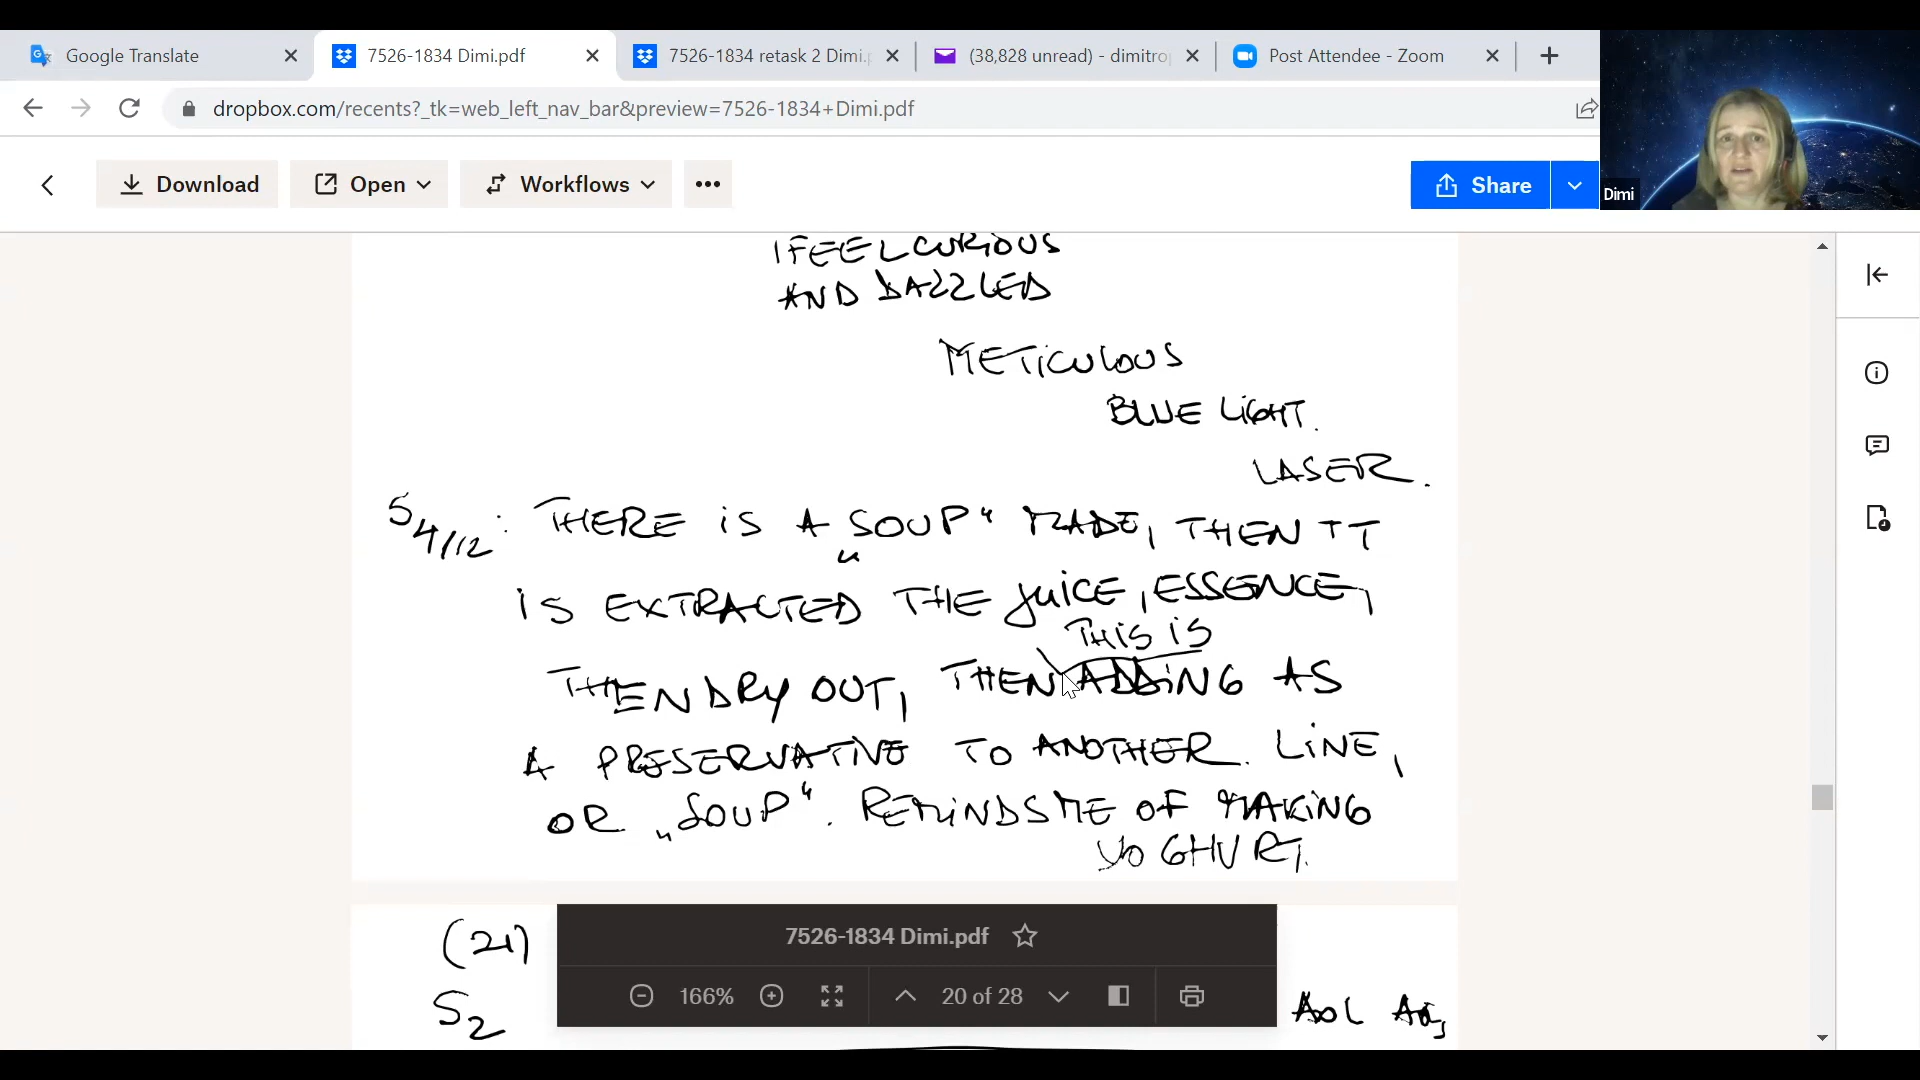 Google Translate
7526-1834 Dimi.pdf
7526-1834 retask 2 Dimi.p
(38,828 unread) - dimitrop
Post Attendee - Zoom
dropbox.com/recents?_tk=web_left_nav_bar&preview=7526-1834+Dimi.pdf
Download
Open
Workflows
Share
Dimi
I FEEL CURIOUS
AND DAZZLED
METICULOUS
BLUE LIGHT.
LASER.
S4/12: THERE IS A „SOUP" MADE, THEN IT
IS EXTRACTED THE JUICE, ESSENCE,
THIS IS
THEN DRY OUT, THEN ADDING AS
A PRESERVATIVE TO ANOTHER. LINE,
OR „SOUP". REMINDS ME OF MAKING
YOGHURT.
(21)
S2
AOL
7526-1834 Dimi.pdf
166%
20 of 28